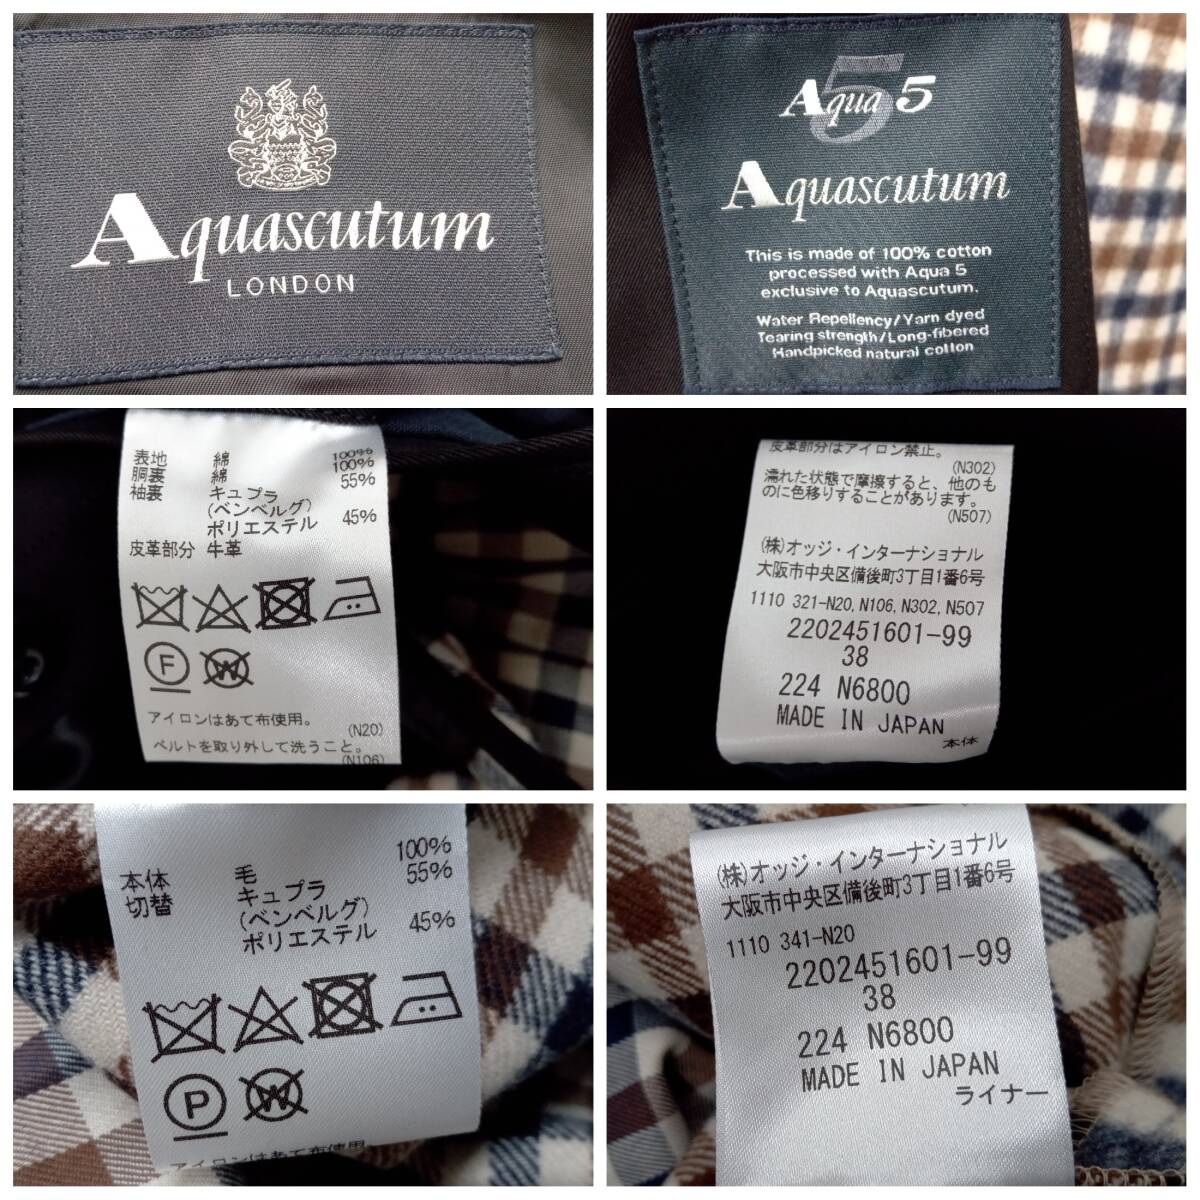 Aquascutum
LONDON
Aqua 5
Aquascutum
This is made of 100% cotton
processed with Aqua 5
exclusive to Aquascutum.
Water Repellency/Yarn dyed
Tearing strength/Long-fibered
Handpicked natural cotton
表地 綿 100%
胴裏 綿 100%
袖裏 キュプラ 55%
(ベンベルグ)
ポリエステル 45%
皮革部分 牛革
F
W
アイロンはあて布使用。
(N20)
ベルトを取り外して洗うこと。
(N106)
皮革部分はアイロン禁止。
(N302)
濡れた状態で摩擦すると、他のも
のに色移りすることがあります。
(N507)
(株)オッジ・インターナショナル
大阪市中央区備後町3丁目1番6号
1110 321-N20, N106, N302, N507
2202451601-99
38
224 N6800
MADE IN JAPAN
本体
本体 毛 100%
切替 キュプラ 55%
(ベンベルグ)
ポリエステル 45%
P
W
アイロンはあて布使用
(株)オッジ・インターナショナル
大阪市中央区備後町3丁目1番6号
1110 341-N20
2202451601-99
38
224 N6800
MADE IN JAPAN
ライナー